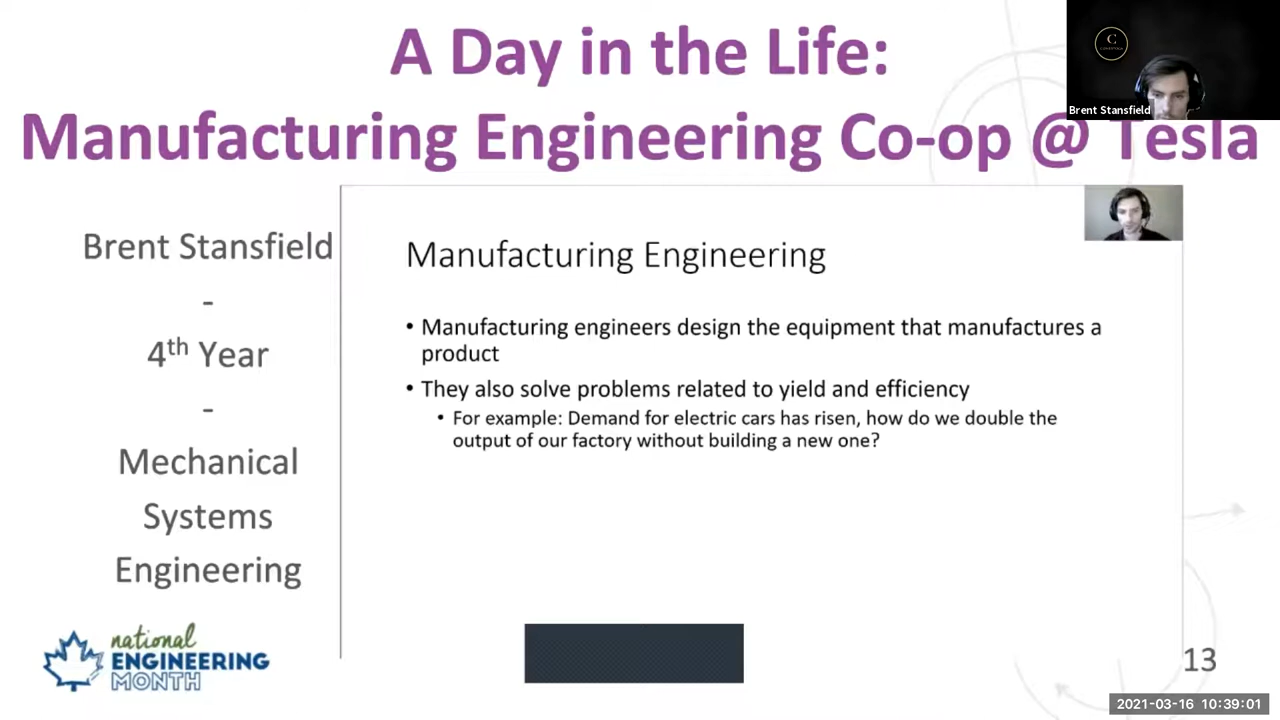 A Day in the Life:
Manufacturing Engineering Co-op @ Tesla
C
Brent Stansfield
Brent Stansfield
-
4th Year
-
Mechanical
Systems
Engineering
Manufacturing Engineering
• Manufacturing engineers design the equipment that manufactures a
product
• They also solve problems related to yield and efficiency
• For example: Demand for electric cars has risen, how do we double the
output of our factory without building a new one?
national
ENGINEERING
MONTH
13
2021-03-16 10:39:01